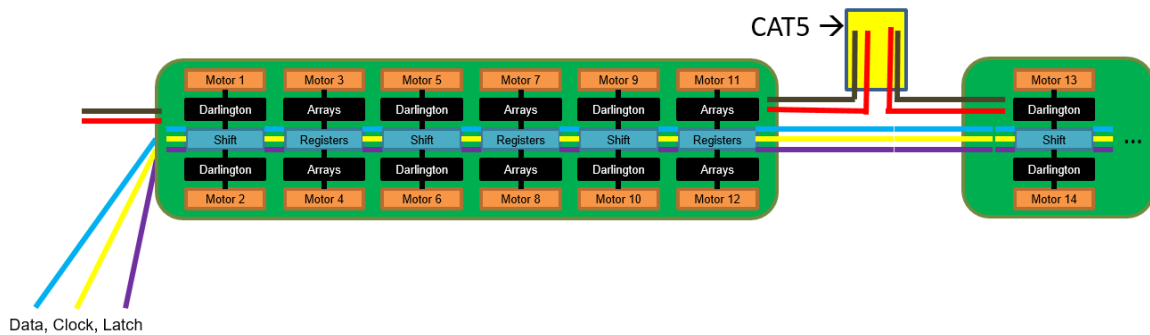 CAT5 →
Motor 1 Motor 3 Motor 5 Motor 7 Motor 9 Motor 11 Motor 13
Darlington Arrays Darlington Arrays Darlington Arrays Darlington
Shift Registers Shift Registers Shift Registers Shift ...
Darlington Arrays Darlington Arrays Darlington Arrays Darlington
Motor 2 Motor 4 Motor 6 Motor 8 Motor 10 Motor 12 Motor 14
Data, Clock, Latch